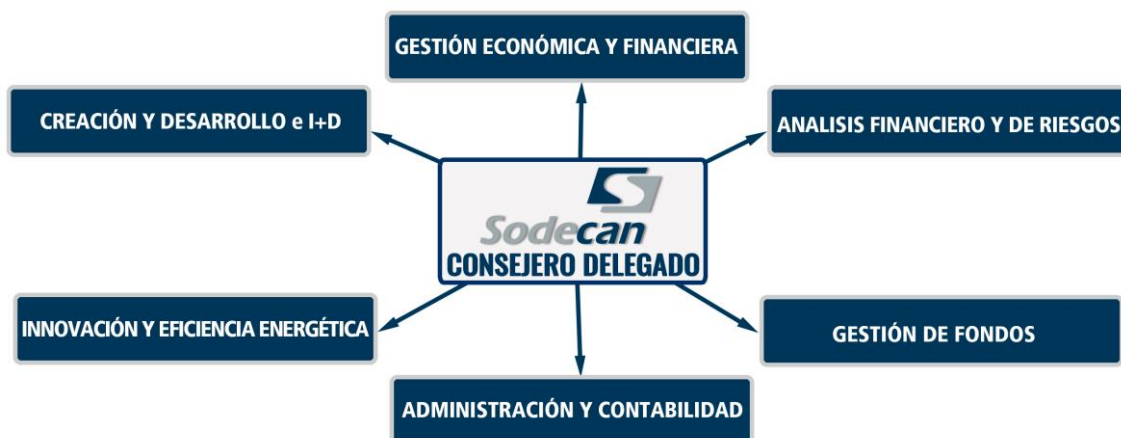 GESTIÓN ECONÓMICA Y FINANCIERA
CREACIÓN Y DESARROLLO e I+D
ANALISIS FINANCIERO Y DE RIESGOS
Sodecan
CONSEJERO DELEGADO
INNOVACIÓN Y EFICIENCIA ENERGÉTICA
GESTIÓN DE FONDOS
ADMINISTRACIÓN Y CONTABILIDAD